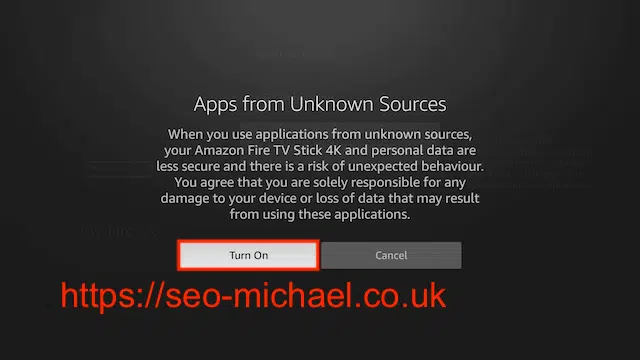 Apps from Unknown Sources
When you use applications from unknown sources,
your Amazon Fire TV Stick 4K and personal data are
less secure and there is a risk of unexpected behaviour.
You agree that you are solely responsible for any
damage to your device or loss of data that may result
from using these applications.
Turn On
Cancel
https://seo-michael.co.uk